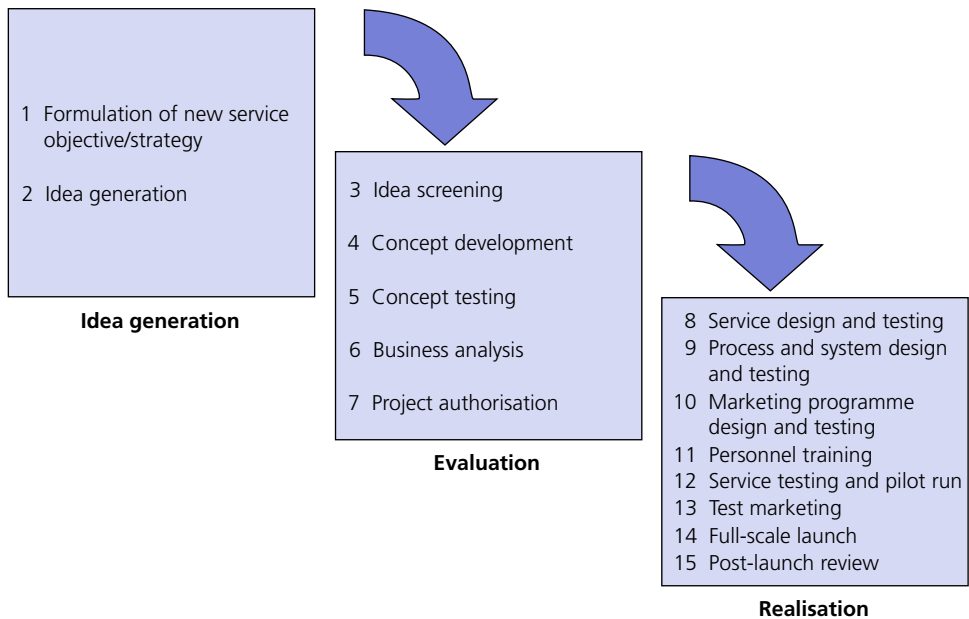 1 Formulation of new service
objective/strategy
2 Idea generation
Idea generation
3 Idea screening
4 Concept development
5 Concept testing
6 Business analysis
7 Project authorisation
Evaluation
8 Service design and testing
9 Process and system design
and testing
10 Marketing programme
design and testing
11 Personnel training
12 Service testing and pilot run
13 Test marketing
14 Full-scale launch
15 Post-launch review
Realisation